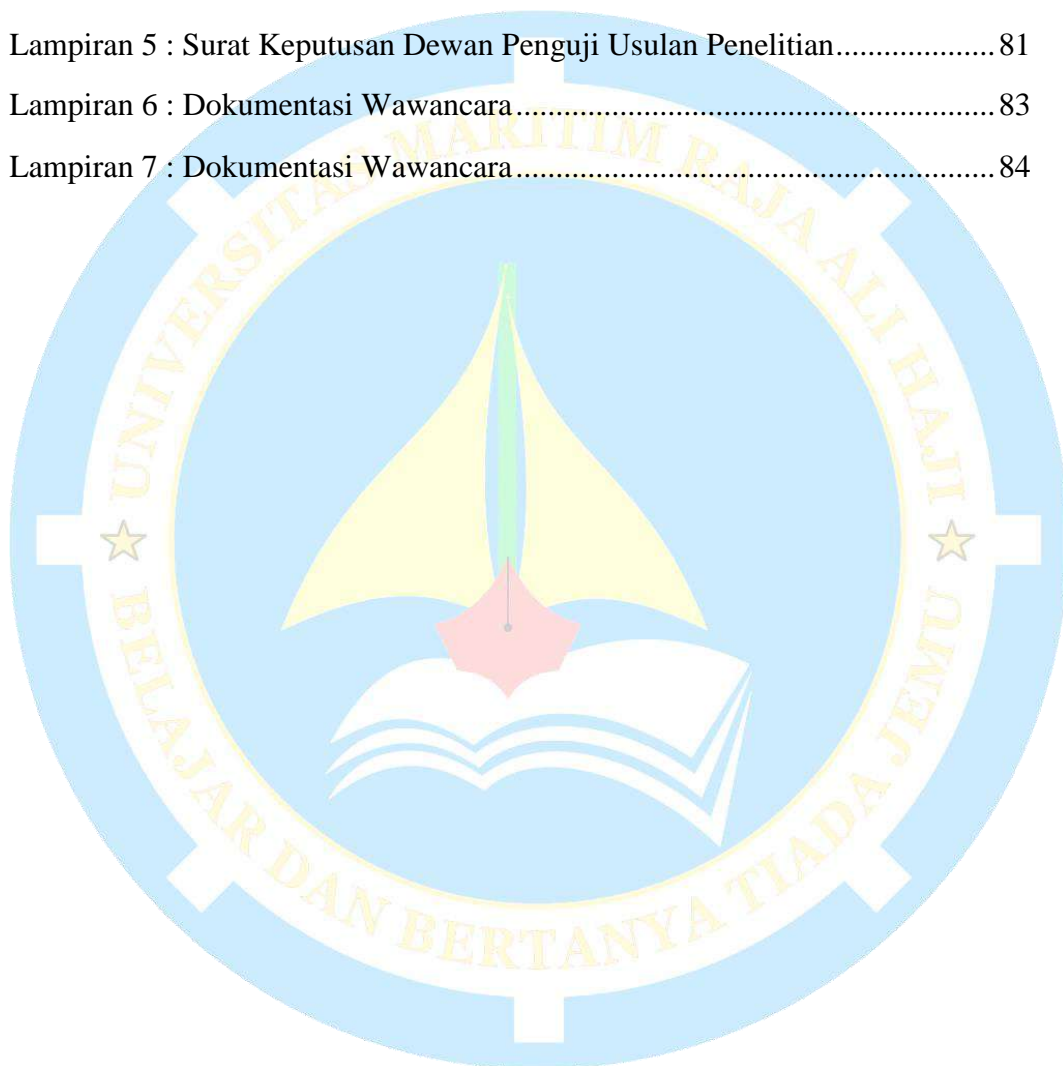 Lampiran 5 : Surat Keputusan Dewan Penguji Usulan Penelitian.................... 81
Lampiran 6 : Dokumentasi Wawancara............................................................ 83
Lampiran 7 : Dokumentasi Wawancara............................................................ 84
UNIVERSITAS MARITIM RAJA ALI HAJI
BELAJAR DAN BERTANYA TIADA JEMU